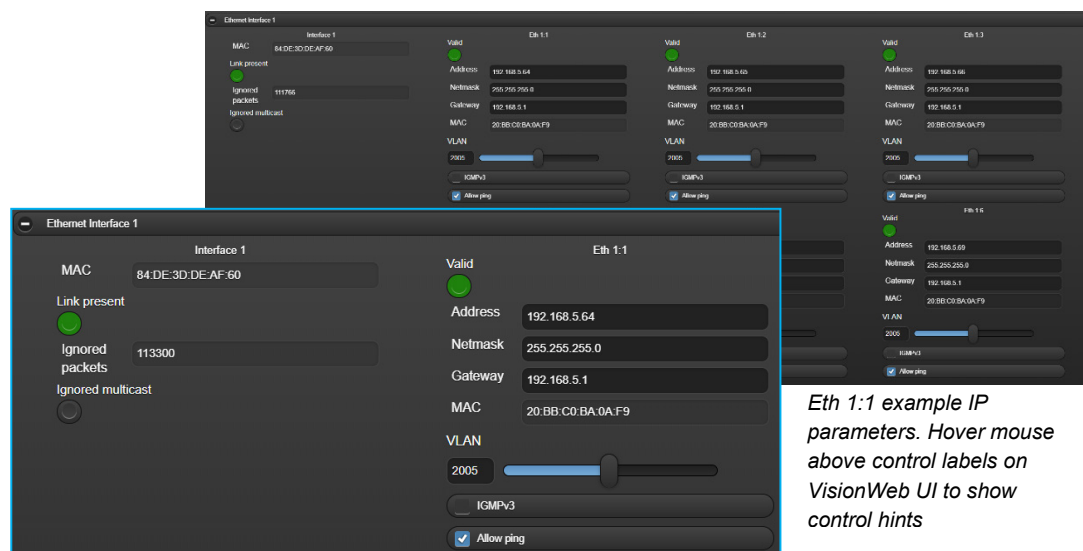 Ethernet Interface 1
Interface 1
MAC 84:DE:3D:DE:AF:60
Link present
Ignored packets 111766
Ignored multicast
Eth 1:1
Valid
Address 192.168.5.64
Netmask 255.255.255.0
Gateway 192.168.5.1
MAC 20:BB:C0:BA:0A:F9
VLAN
2005
IGMPv3
Allow ping
Eth 1:2
Valid
Address 192.168.5.65
Netmask 255.255.255.0
Gateway 192.168.5.1
MAC 20:BB:C0:BA:0A:F9
VLAN
2005
IGMPv3
Allow ping
Eth 1:3
Valid
Address 192.168.5.66
Netmask 255.255.255.0
Gateway 192.168.5.1
MAC 20:BB:C0:BA:0A:F9
VLAN
2005
IGMPv3
Allow ping
Eth 1:6
Valid
Address 192.168.5.69
Netmask 255.255.255.0
Gateway 192.168.5.1
MAC 20:BB:C0:BA:0A:F9
VLAN
2005
IGMPv3
Allow ping
Ethernet Interface 1
Interface 1
MAC 84:DE:3D:DE:AF:60
Link present
Ignored
packets 113300
Ignored multicast
Eth 1:1
Valid
Address 192.168.5.64
Netmask 255.255.255.0
Gateway 192.168.5.1
MAC 20:BB:C0:BA:0A:F9
VLAN
2005
IGMPv3
Allow ping
Eth 1:1 example IP
parameters. Hover mouse
above control labels on
VisionWeb UI to show
control hints